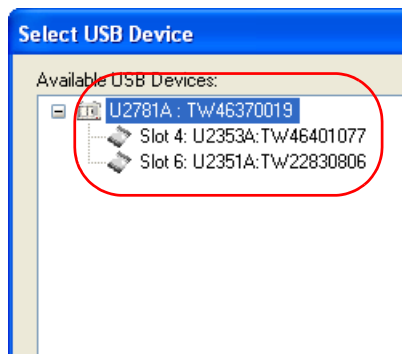 Select USB Device
Available USB Devices:
U2781A : TW46370019
Slot 4: U2353A:TW46401077
Slot 6: U2351A:TW22830806